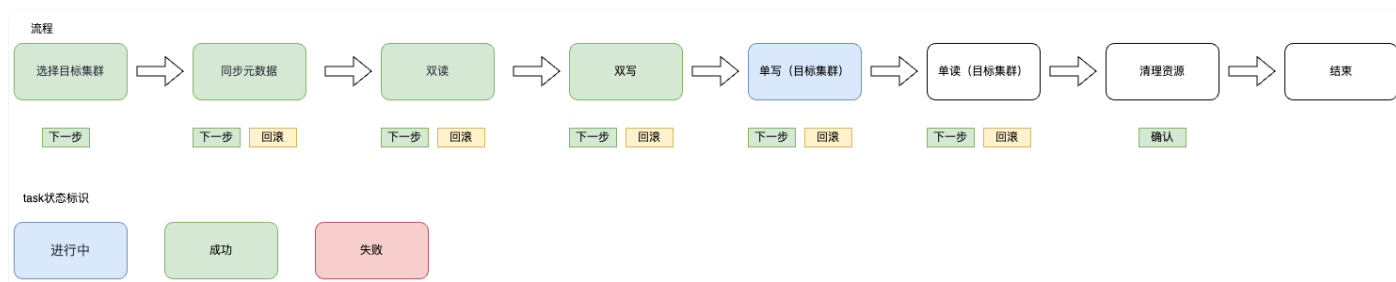 流程
选择目标集群
同步元数据
双读
双写
单写（目标集群）
单读（目标集群）
清理资源
结束
下一步
下一步 回滚
下一步 回滚
下一步 回滚
下一步 回滚
下一步 回滚
确认
task状态标识
进行中
成功
失败